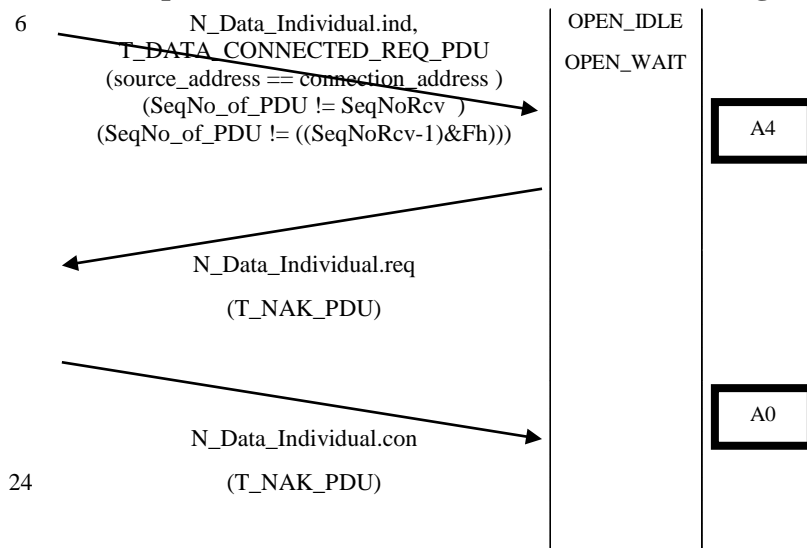 6 N_Data_Individual.ind, OPEN_IDLE
T_DATA_CONNECTED_REQ_PDU
OPEN_WAIT
(source_address == connection_address )
(SeqNo_of_PDU != SeqNoRcv )
(SeqNo_of_PDU != ((SeqNoRcv-1)&Fh)))
A4
N_Data_Individual.req
(T_NAK_PDU)
A0
N_Data_Individual.con
24 (T_NAK_PDU)